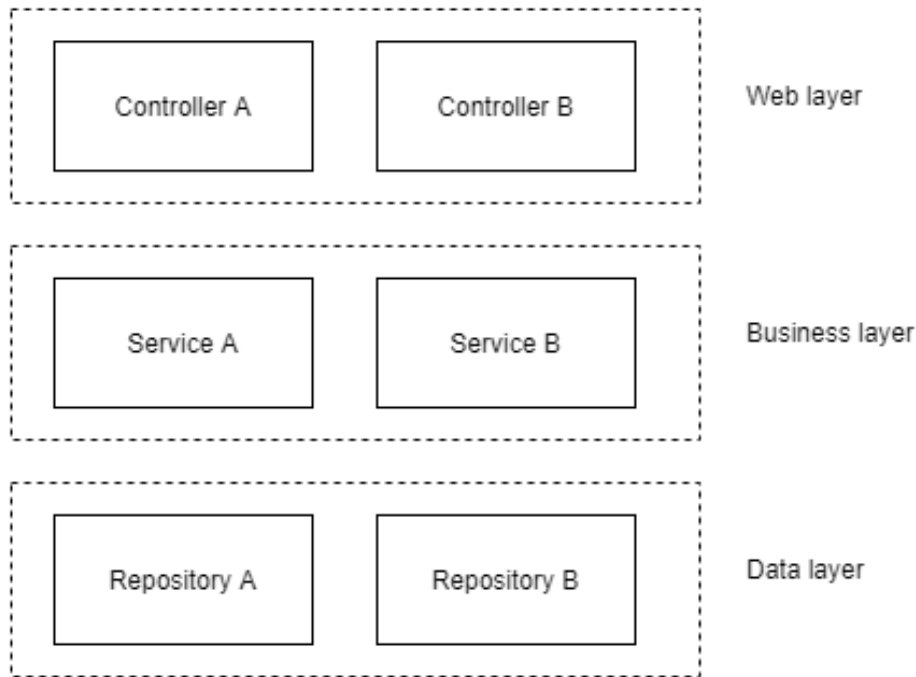 Controller A
Controller B
Web layer
Service A
Service B
Business layer
Repository A
Repository B
Data layer